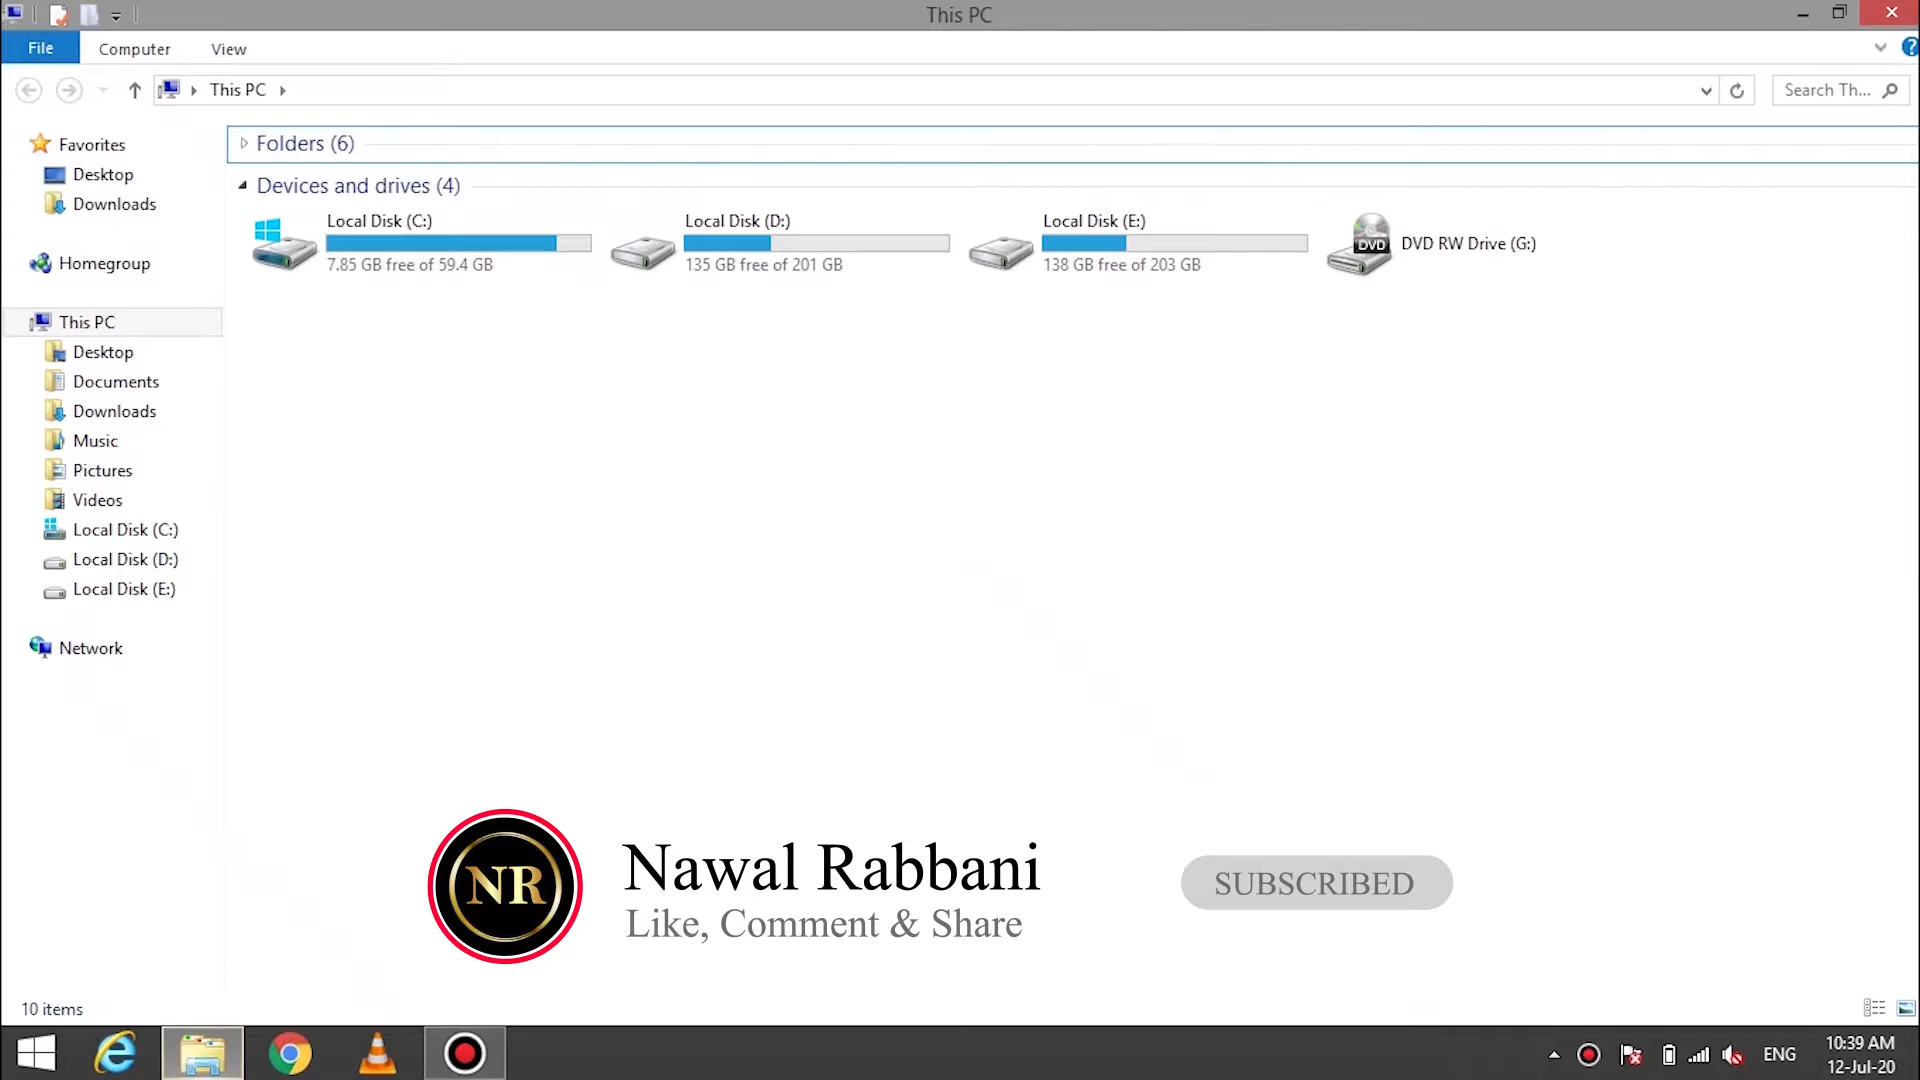 This PC
File
Computer
View
This PC
Search Th...
Favorites
Desktop
Downloads
Homegroup
This PC
Desktop
Documents
Downloads
Music
Pictures
Videos
Local Disk (C:)
Local Disk (D:)
Local Disk (E:)
Network
Folders (6)
Devices and drives (4)
Local Disk (C:)
7.85 GB free of 59.4 GB
Local Disk (D:)
135 GB free of 201 GB
Local Disk (E:)
138 GB free of 203 GB
DVD
DVD RW Drive (G:)
NR
Nawal Rabbani
Like, Comment & Share
SUBSCRIBED
10 items
ENG
10:39 AM
12-Jul-20